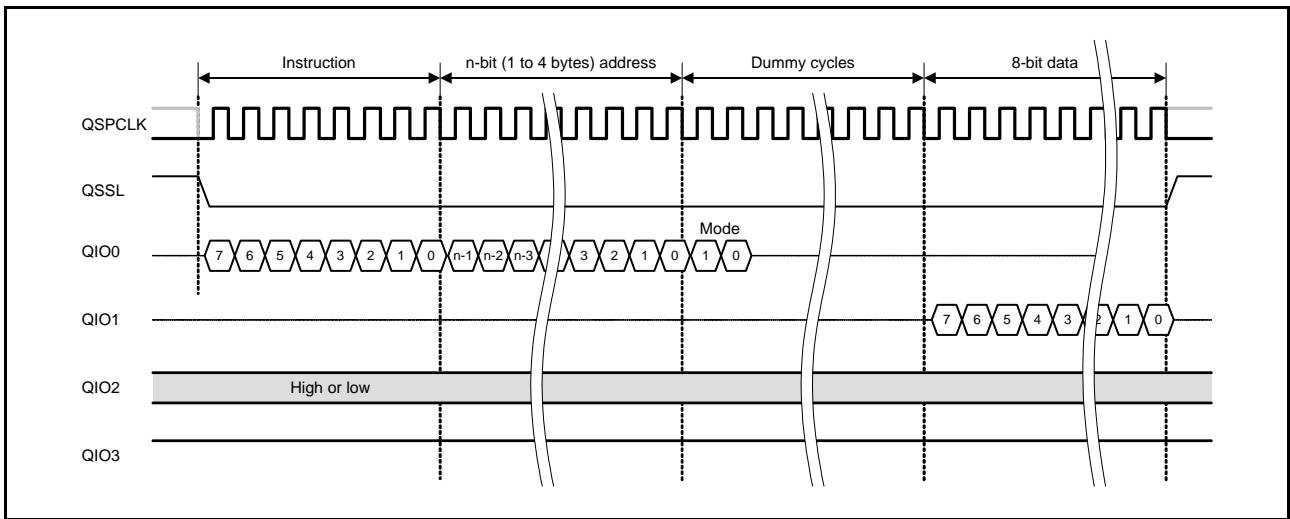 Instruction n-bit (1 to 4 bytes) address Dummy cycles 8-bit data
QSPCLK
QSSL
Mode
QIO0 7 6 5 4 3 2 1 0 n-1 n-2 n-3 3 2 1 0 1 0
QIO1 7 6 5 4 3 2 1 0
QIO2 High or low
QIO3